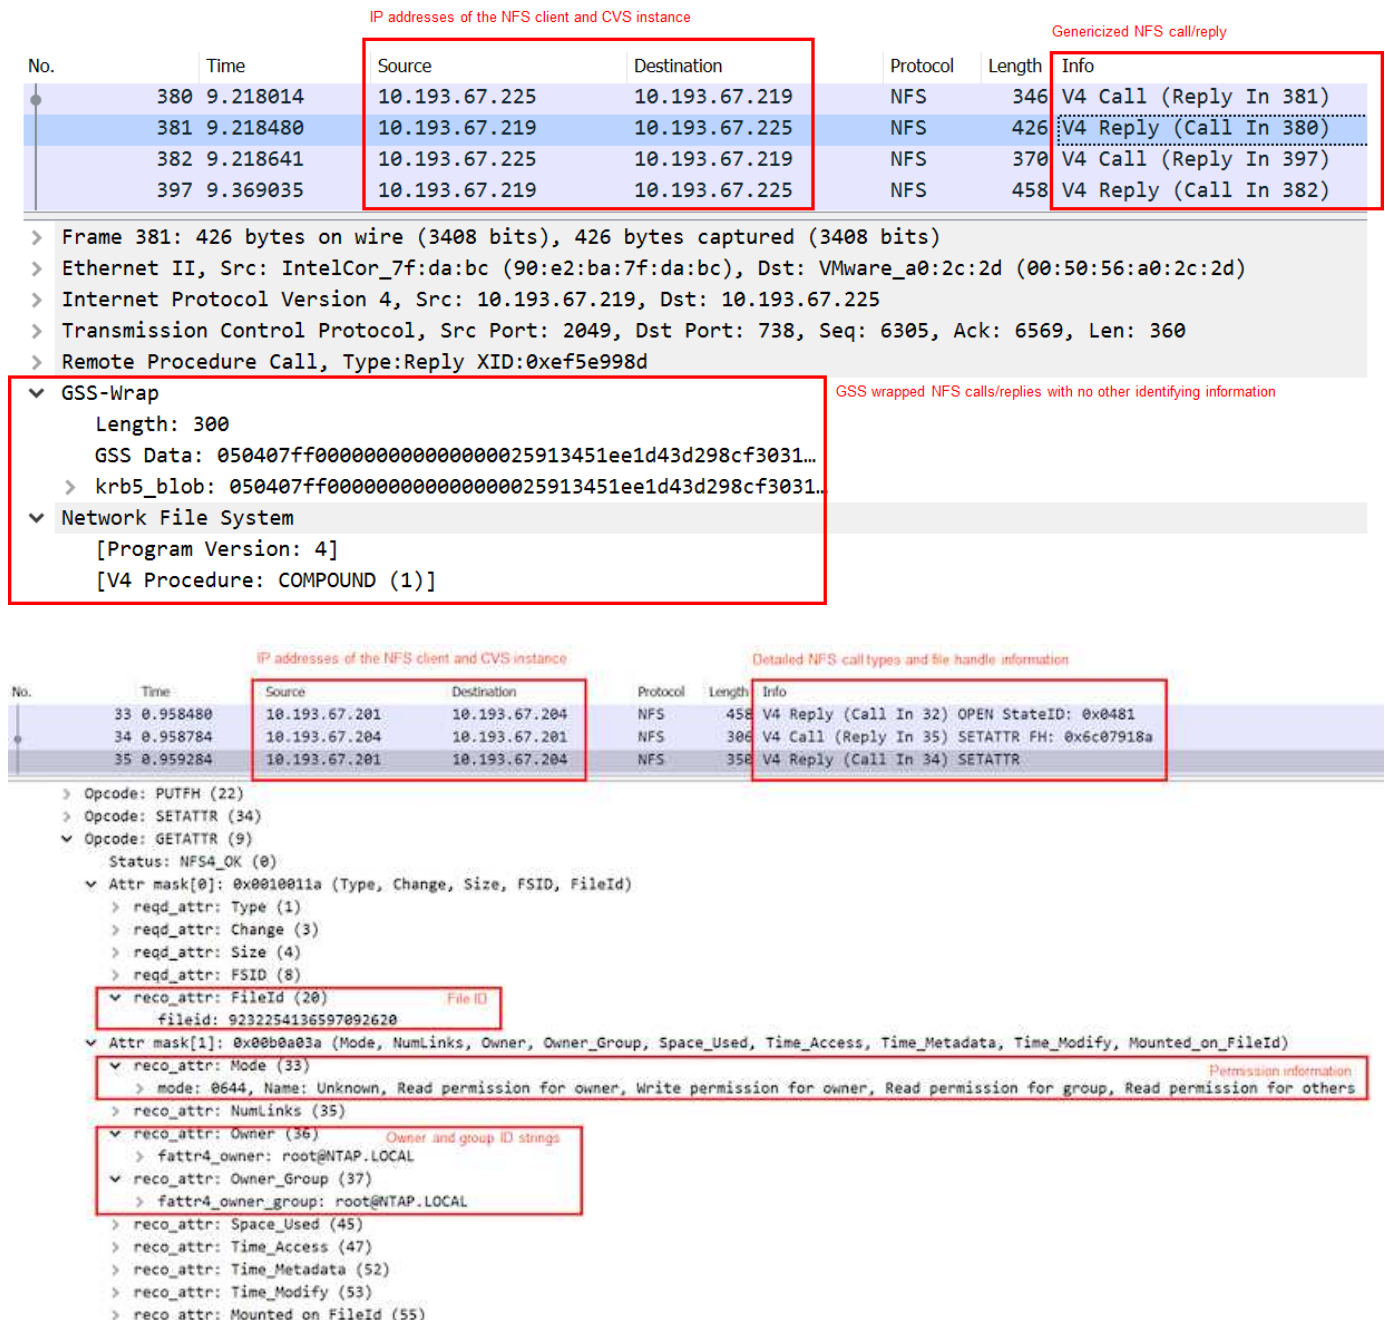 IP addresses of the NFS client and CVS instance
Genericized NFS call/reply
No. Time Source Destination Protocol Length Info
380 9.218014 10.193.67.225 10.193.67.219 NFS 346 V4 Call (Reply In 381)
381 9.218480 10.193.67.219 10.193.67.225 NFS 426 V4 Reply (Call In 380)
382 9.218641 10.193.67.225 10.193.67.219 NFS 370 V4 Call (Reply In 397)
397 9.369035 10.193.67.219 10.193.67.225 NFS 458 V4 Reply (Call In 382)
Frame 381: 426 bytes on wire (3408 bits), 426 bytes captured (3408 bits)
Ethernet II, Src: IntelCor_7f:da:bc (90:e2:ba:7f:da:bc), Dst: VMware_a0:2c:2d (00:50:56:a0:2c:2d)
Internet Protocol Version 4, Src: 10.193.67.219, Dst: 10.193.67.225
Transmission Control Protocol, Src Port: 2049, Dst Port: 738, Seq: 6305, Ack: 6569, Len: 360
Remote Procedure Call, Type:Reply XID:0xef5e998d
GSS-Wrap
GSS wrapped NFS calls/replies with no other identifying information
Length: 300
GSS Data: 050407ff000000000000000025913451ee1d43d298cf3031…
krb5_blob: 050407ff000000000000000025913451ee1d43d298cf3031…
Network File System
[Program Version: 4]
[V4 Procedure: COMPOUND (1)]
IP addresses of the NFS client and CVS instance
Detailed NFS call types and file handle information
No. Time Source Destination Protocol Length Info
33 0.958480 10.193.67.201 10.193.67.204 NFS 458 V4 Reply (Call In 32) OPEN StateID: 0x0481
34 0.958784 10.193.67.204 10.193.67.201 NFS 306 V4 Call (Reply In 35) SETATTR FH: 0x6c07918a
35 0.959284 10.193.67.201 10.193.67.204 NFS 350 V4 Reply (Call In 34) SETATTR
Opcode: PUTFH (22)
Opcode: SETATTR (34)
Opcode: GETATTR (9)
Status: NFS4_OK (0)
Attr mask[0]: 0x0010011a (Type, Change, Size, FSID, FileId)
reqd_attr: Type (1)
reqd_attr: Change (3)
reqd_attr: Size (4)
reqd_attr: FSID (8)
reco_attr: FileId (20)
File ID
fileid: 9232254136597092620
Attr mask[1]: 0x00b0a03a (Mode, NumLinks, Owner, Owner_Group, Space_Used, Time_Access, Time_Metadata, Time_Modify, Mounted_on_FileId)
reco_attr: Mode (33)
Permission information
mode: 0644, Name: Unknown, Read permission for owner, Write permission for owner, Read permission for group, Read permission for others
reco_attr: NumLinks (35)
reco_attr: Owner (36)
Owner and group ID strings
fattr4_owner: root@NTAP.LOCAL
reco_attr: Owner_Group (37)
fattr4_owner_group: root@NTAP.LOCAL
reco_attr: Space_Used (45)
reco_attr: Time_Access (47)
reco_attr: Time_Metadata (52)
reco_attr: Time_Modify (53)
reco_attr: Mounted_on_FileId (55)